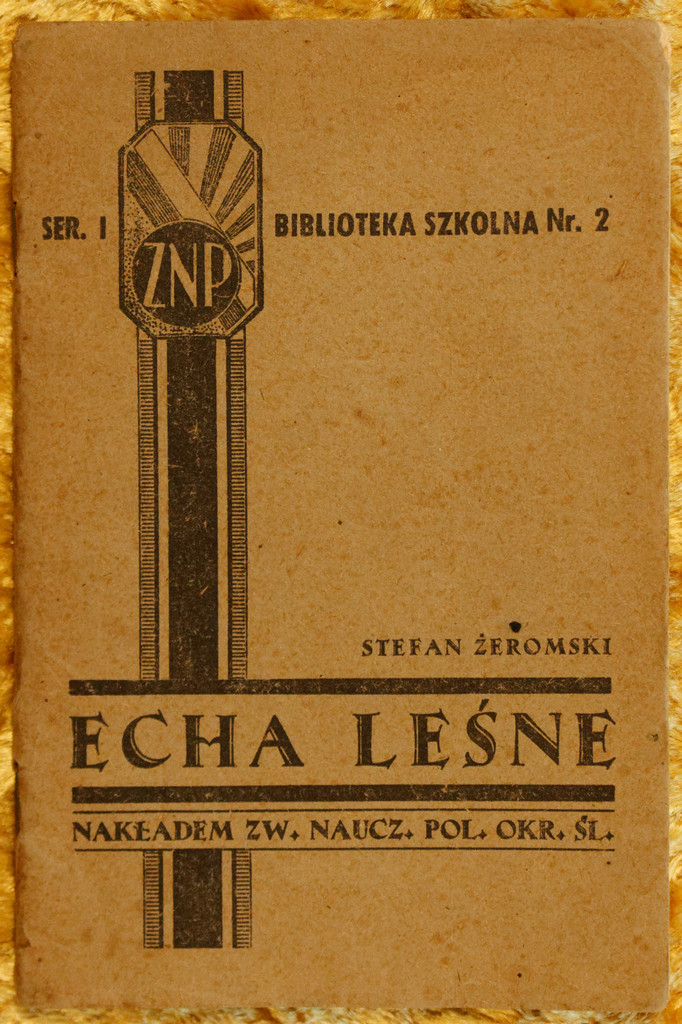 SER. I BIBLIOTEKA SZKOLNA Nr. 2
ZNP
STEFAN ŻEROMSKI
ECHA LEŚNE
NAKŁADEM ZW. NAUCZ. POL. OKR. ŚL.